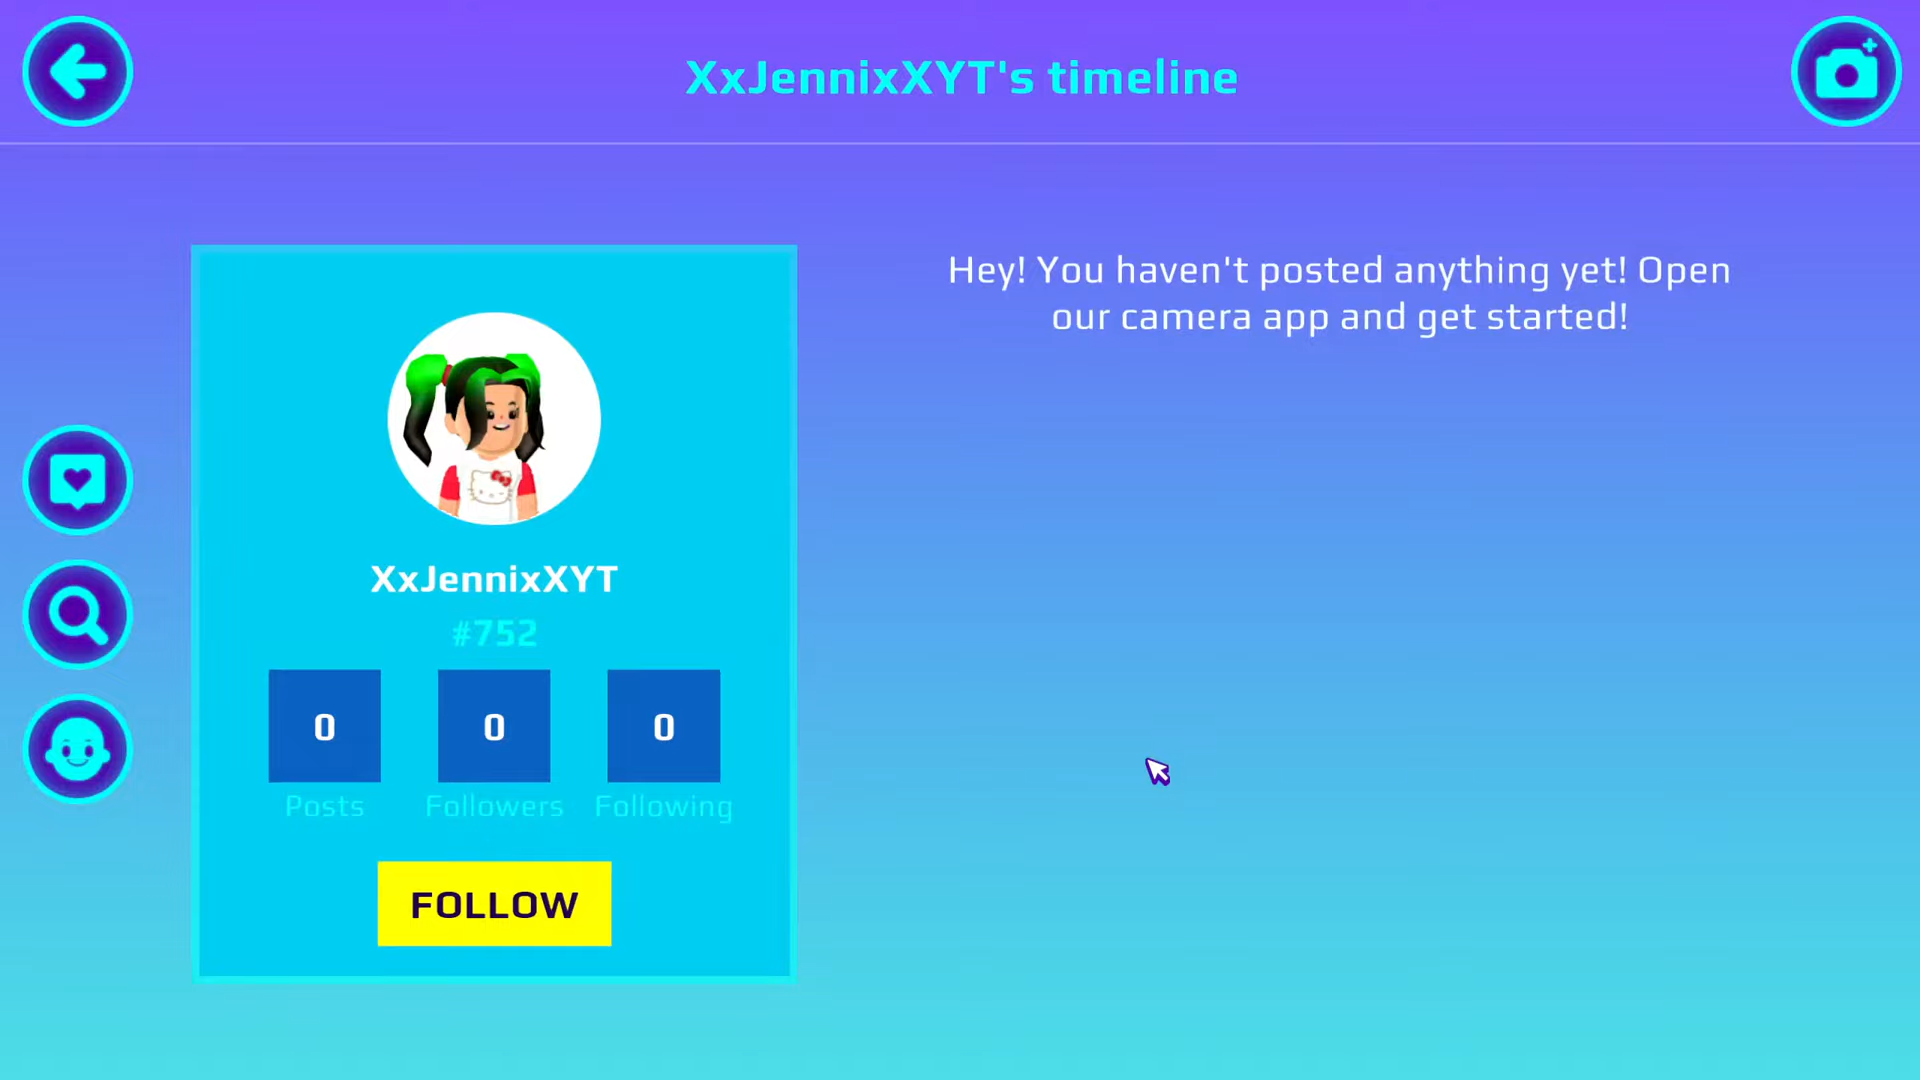 XxJennixXYT's timeline
Hey! You haven't posted anything yet! Open
our camera app and get started!
XxJennixXYT
#752
0 0 0
Posts Followers Following
FOLLOW